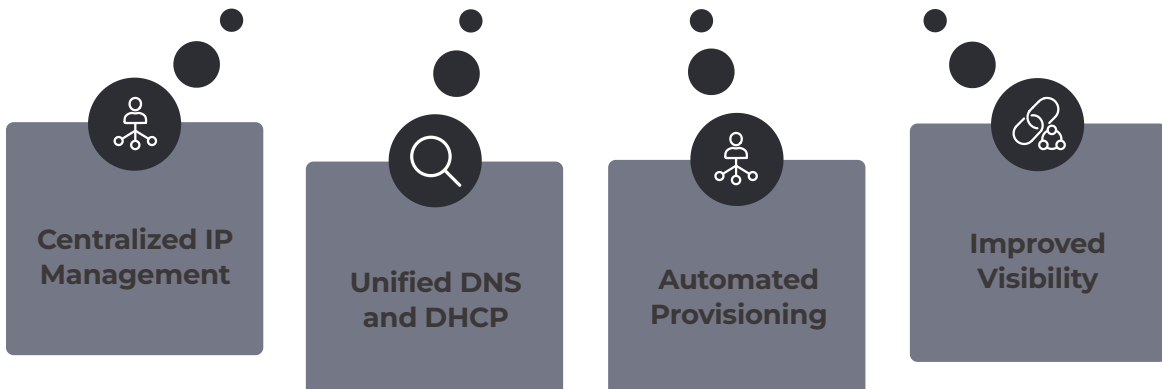 Centralized IP
Management
Unified DNS
and DHCP
Automated
Provisioning
Improved
Visibility